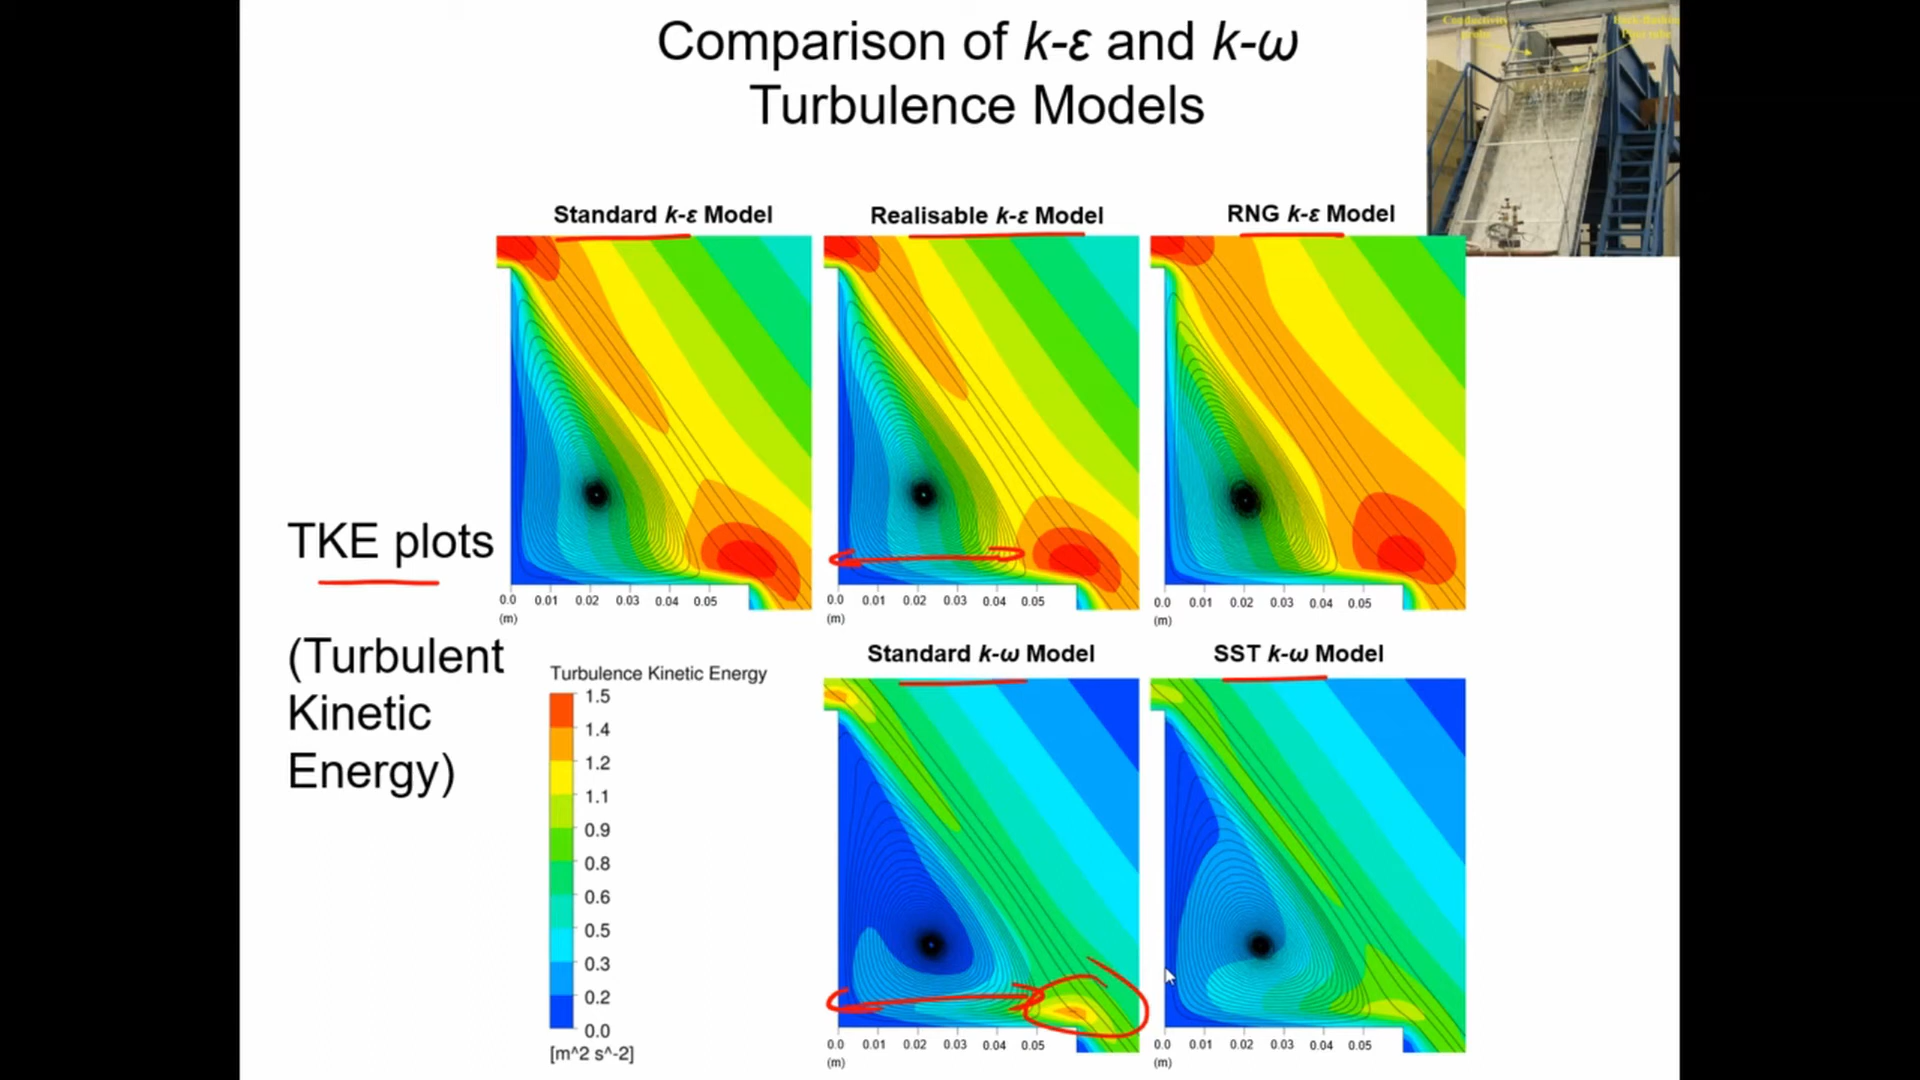 Comparison of k-ε and k-ω
Turbulence Models
Conductivity
probe
Standard k-ε Model
Realisable k-ε Model
RNG k-ε Model
0.0 0.01 0.02 0.03 0.04 0.05
(m)
0.0 0.01 0.02 0.03 0.04 0.05
(m)
0.0 0.01 0.02 0.03 0.04 0.05
(m)
TKE plots
(Turbulent
Kinetic
Energy)
Turbulence Kinetic Energy
1.5
1.4
1.2
1.1
0.9
0.8
0.6
0.5
0.3
0.2
0.0
[m^2 s^-2]
Standard k-ω Model
SST k-ω Model
0.0 0.01 0.02 0.03 0.04 0.05
(m)
0.0 0.01 0.02 0.03 0.04 0.05
(m)